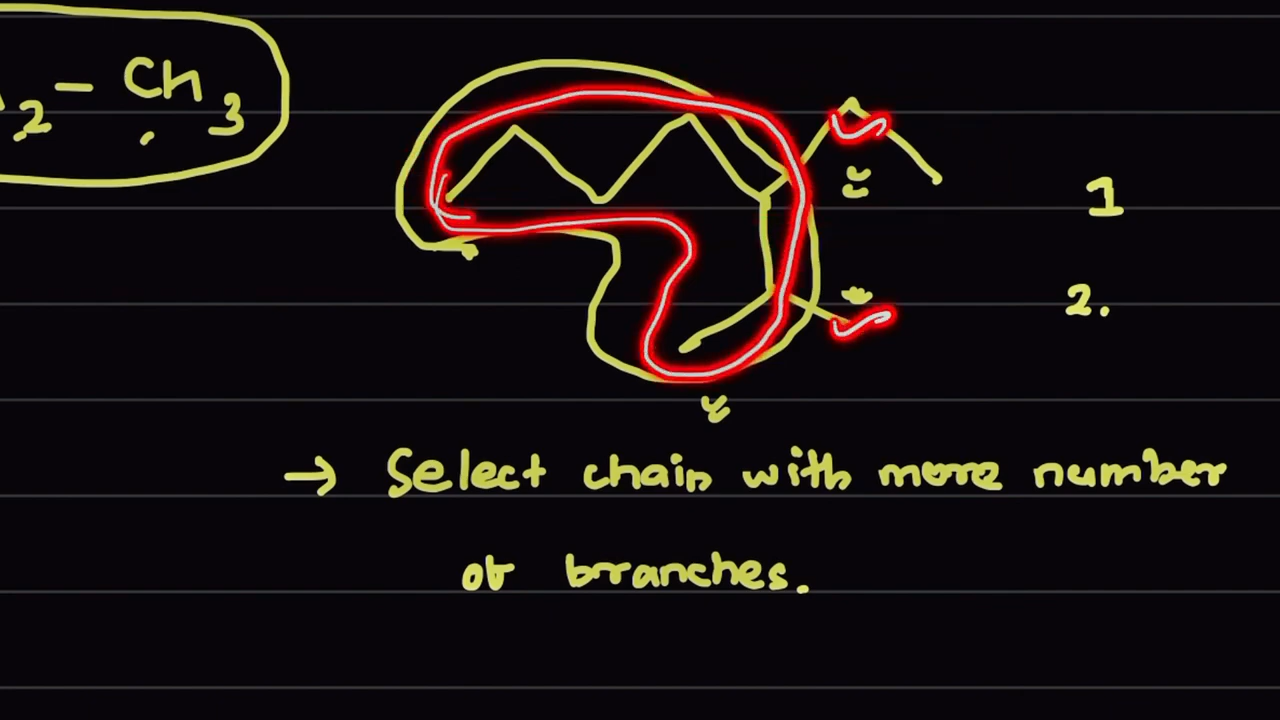 2 - CH3
1
2.
→ Select chain with more number
of branches.